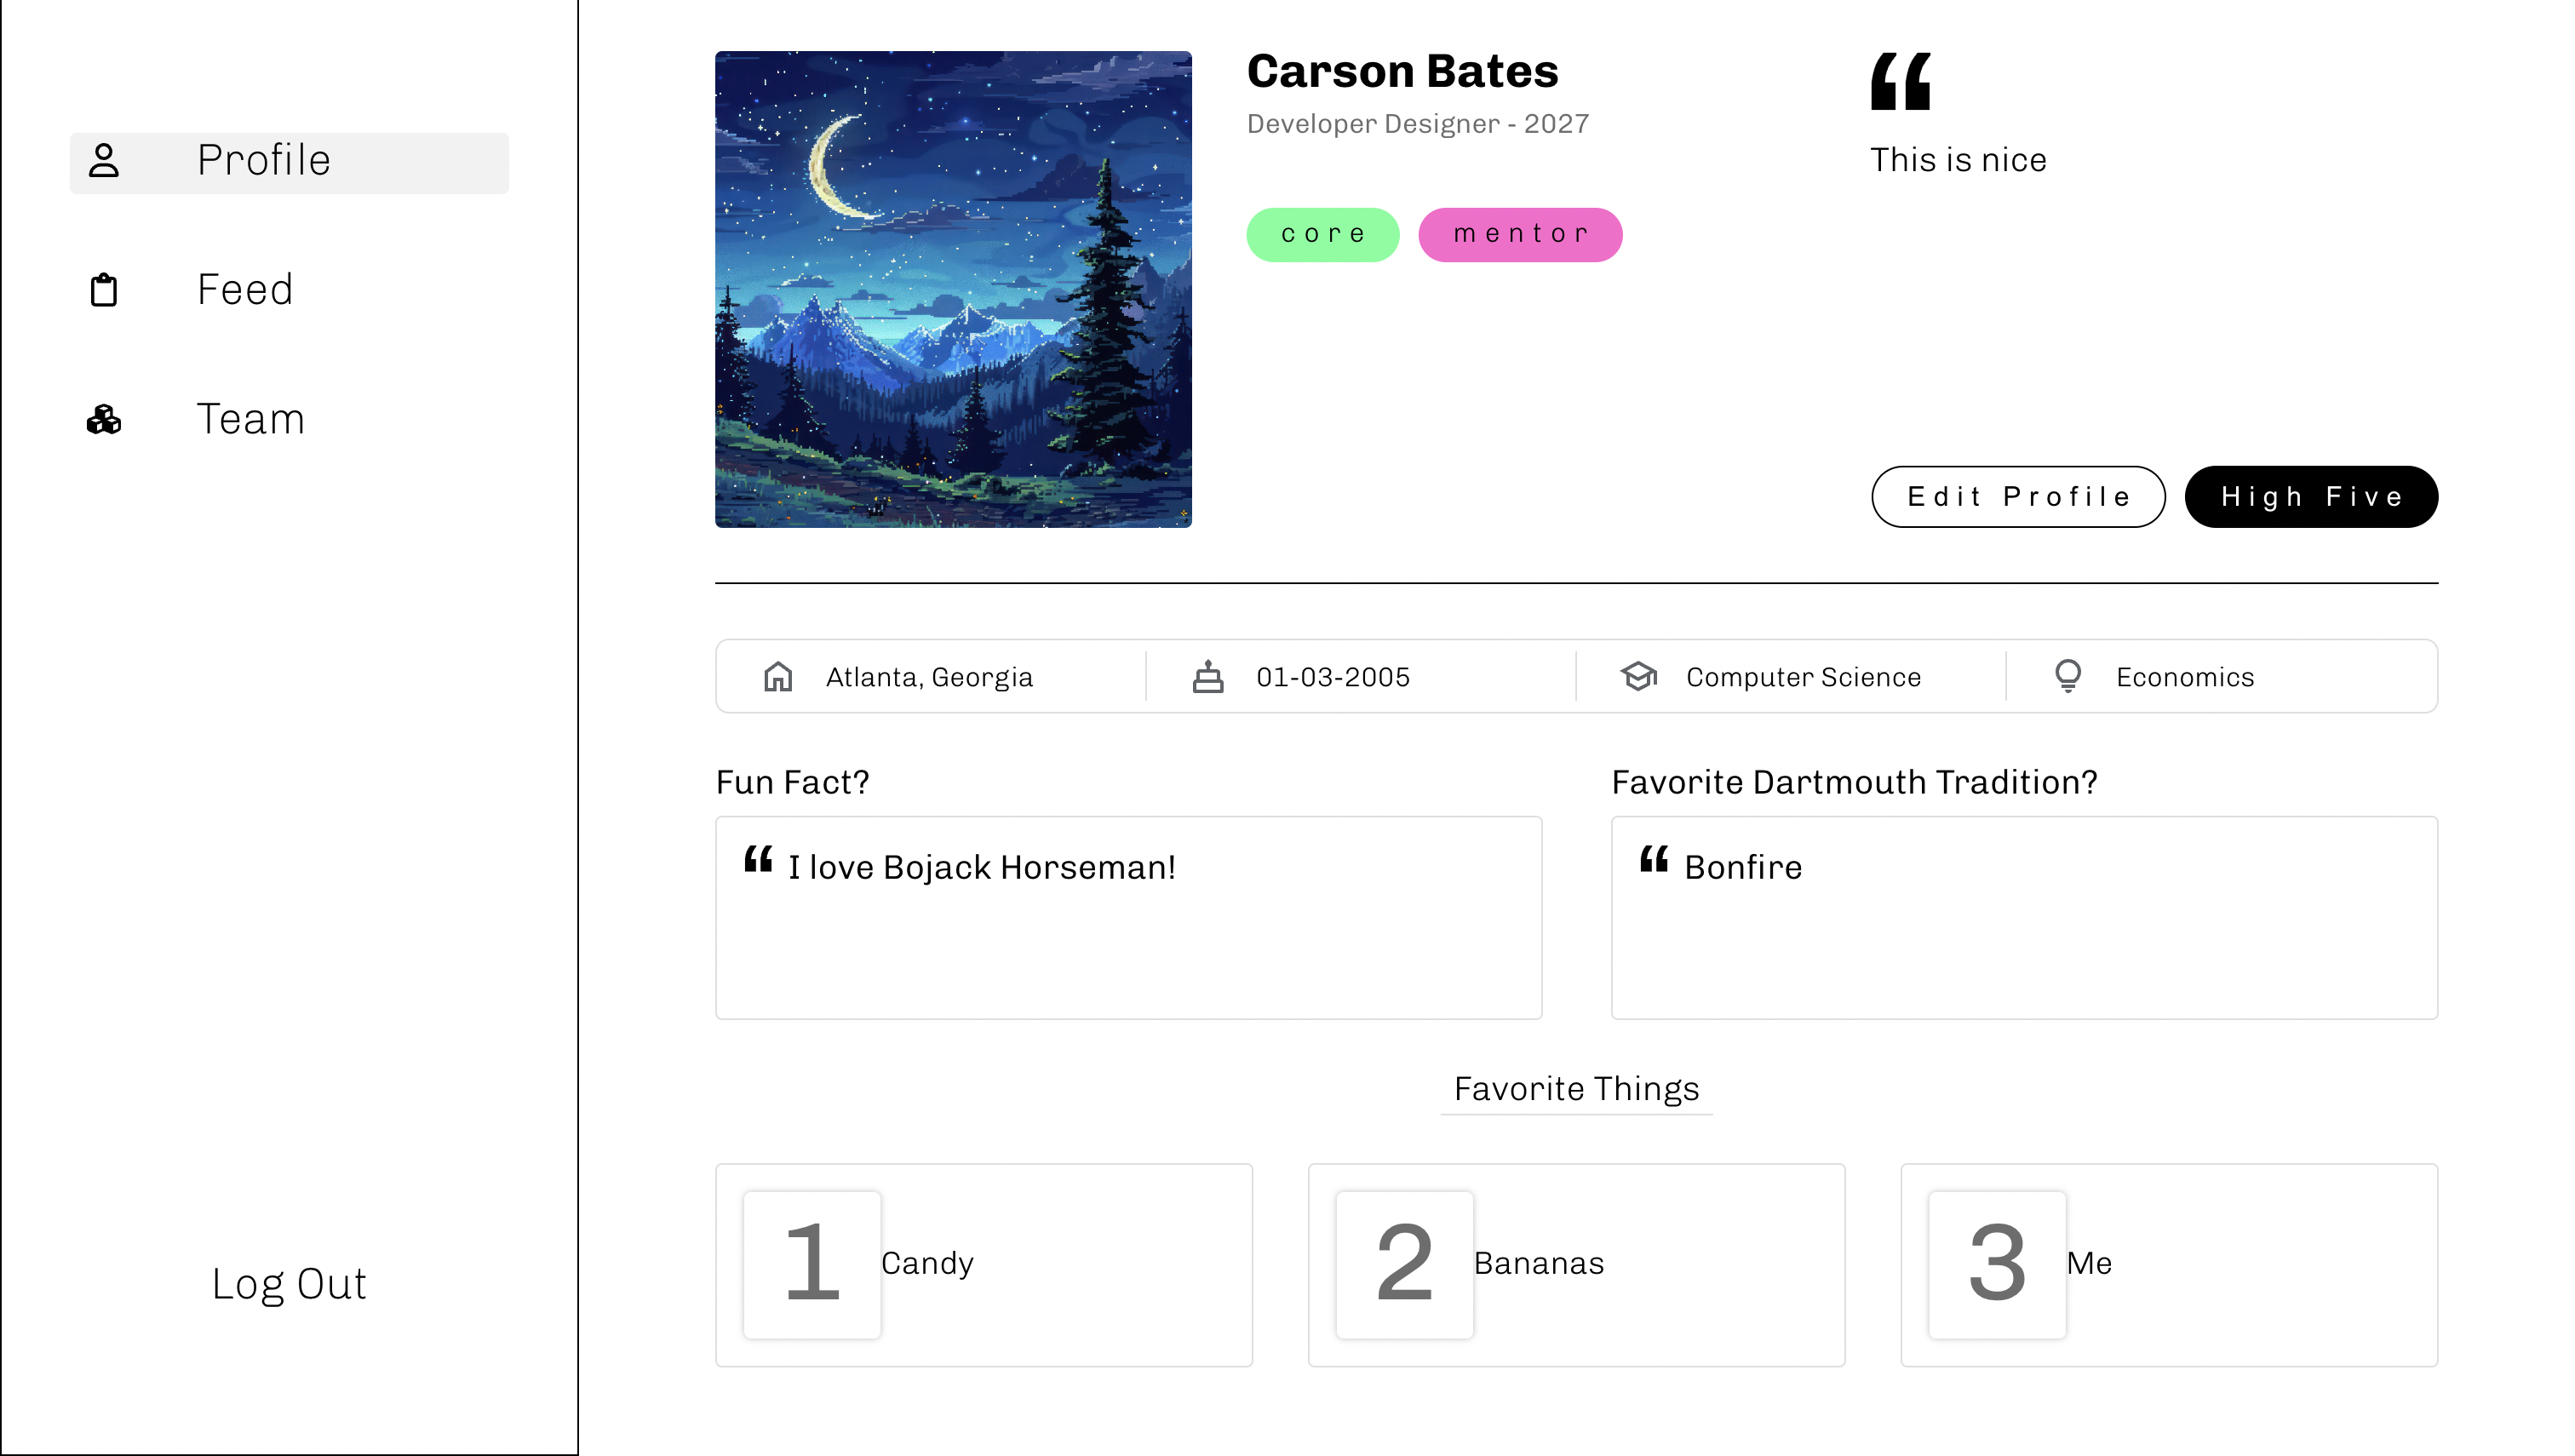 Profile
Feed
Team
Log Out
Carson Bates
Developer Designer - 2027
core mentor
“
This is nice
Edit Profile High Five
Atlanta, Georgia 01-03-2005 Computer Science Economics
Fun Fact?
“ I love Bojack Horseman!
Favorite Dartmouth Tradition?
“ Bonfire
Favorite Things
1 Candy
2 Bananas
3 Me